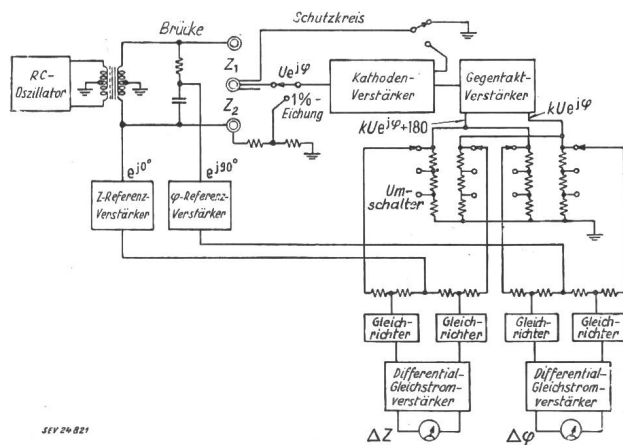 Brücke
Schutzkreis
RC-
Oszillator
Z₁
Ue^jφ
Kathoden-
Verstärker
Gegentakt-
Verstärker
Z₂
1%-
Eichung
kUe^jφ+180
kUe^jφ
e^j0°
e^j90°
Z-Referenz-
Verstärker
φ-Referenz-
Verstärker
Um-
schalter
Gleich-
richter
Gleich-
richter
Gleich-
richter
Gleich-
richter
Differential-
Gleichstrom-
verstärker
Differential-
Gleichstrom-
verstärker
ΔZ
Δφ
SEV 24821